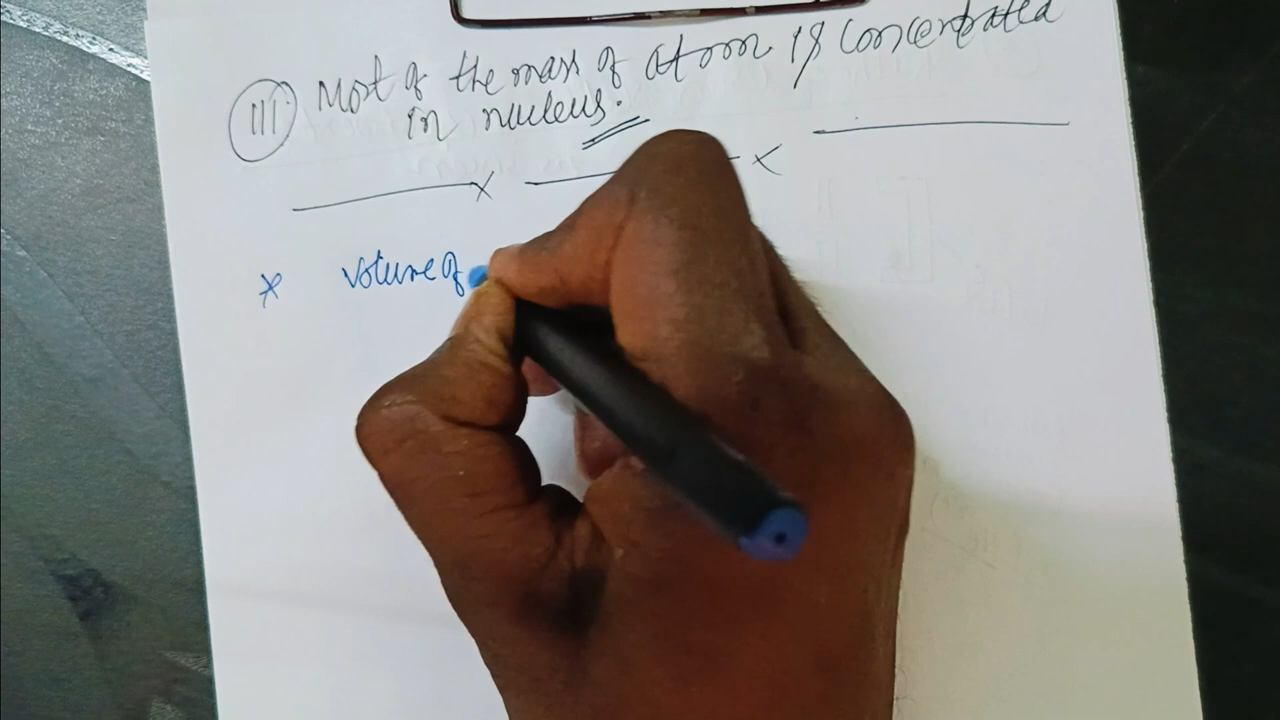 III Most of the mass of atom is concentrated
in nucleus.
x x
* volume of